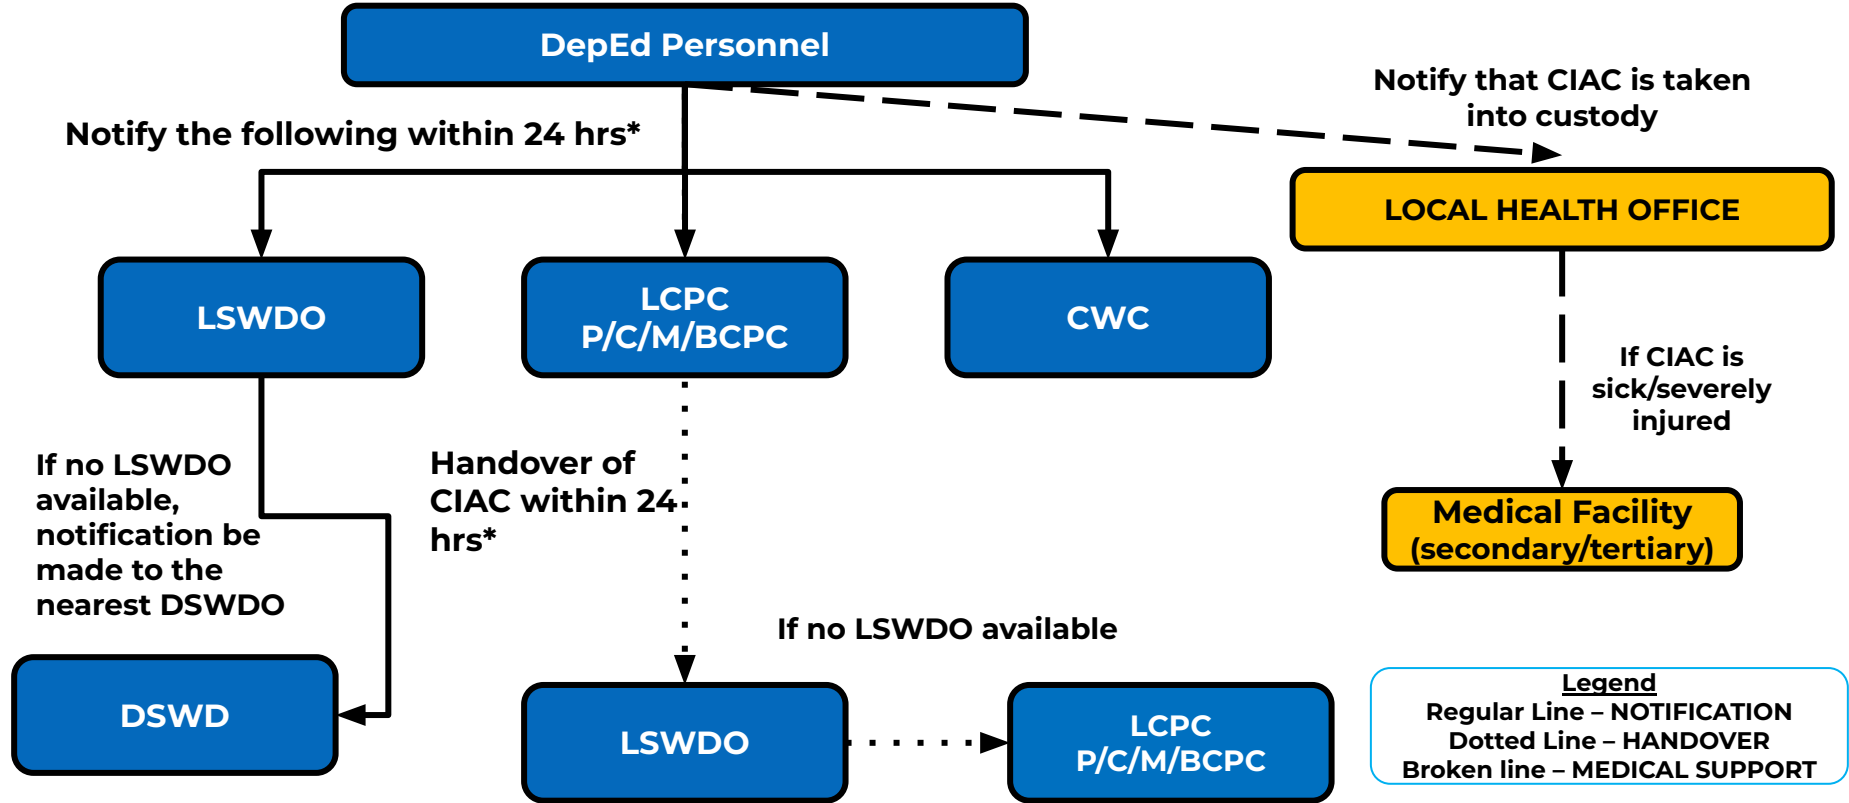 DepEd Personnel
Notify that CIAC is taken
into custody
Notify the following within 24 hrs*
LOCAL HEALTH OFFICE
LSWDO
LCPC
P/C/M/BCPC
CWC
If CIAC is
sick/severely
injured
If no LSWDO
available,
notification be
made to the
nearest DSWDO
Handover of
CIAC within 24
hrs*
Medical Facility
(secondary/tertiary)
If no LSWDO available
DSWD
LSWDO
LCPC
P/C/M/BCPC
Legend
Regular Line – NOTIFICATION
Dotted Line – HANDOVER
Broken line – MEDICAL SUPPORT